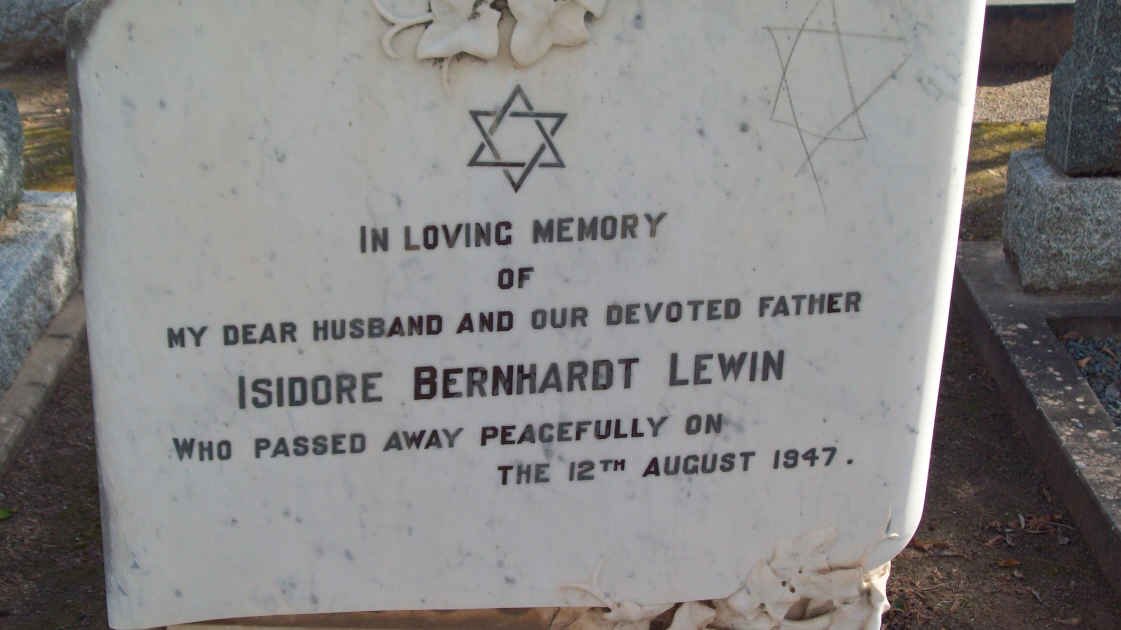 IN LOVING MEMORY
OF
MY DEAR HUSBAND AND OUR DEVOTED FATHER
ISIDORE BERNHARDT LEWIN
WHO PASSED AWAY PEACEFULLY ON
THE 12TH AUGUST 1947.